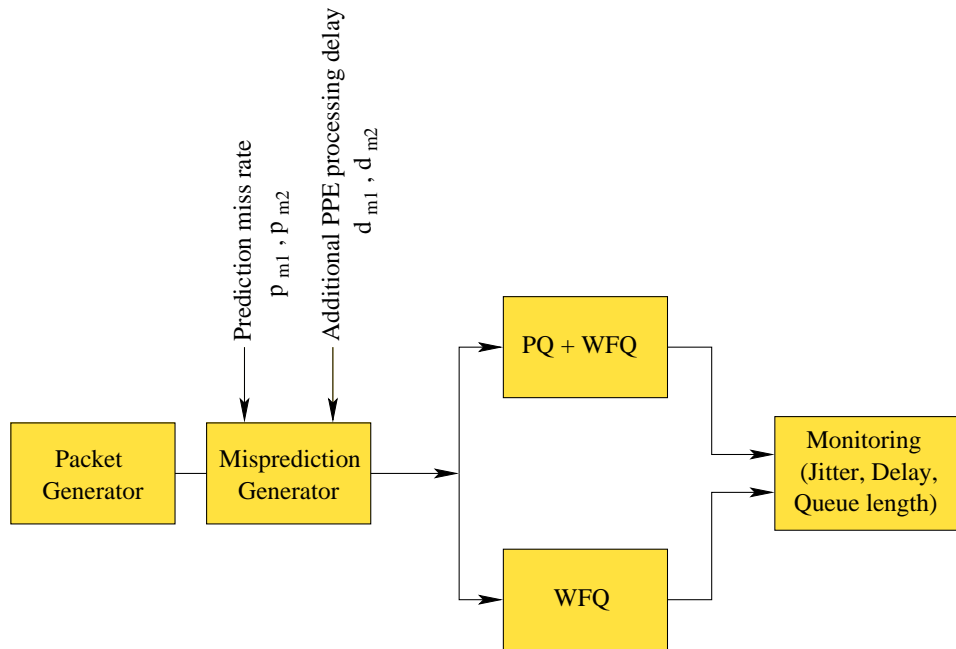 Prediction miss rate
p m1 , p m2
Additional PPE processing delay
d m1 , d m2
PQ + WFQ
Packet
Generator
Misprediction
Generator
Monitoring
(Jitter, Delay,
Queue length)
WFQ